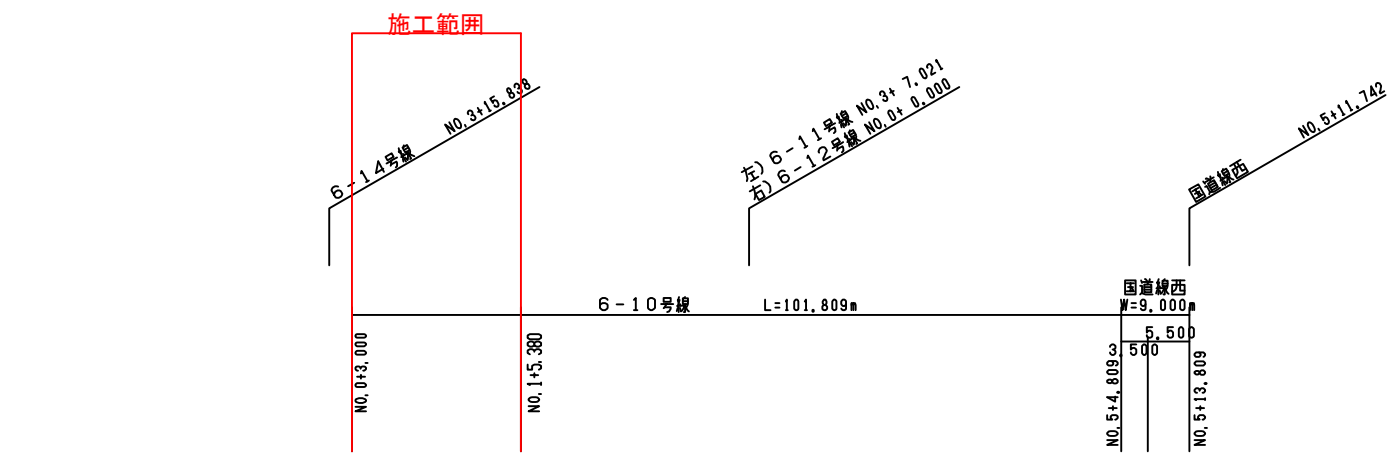 施工範囲
6-14号線 NO,3+15,838
左) 6-11号線 NO,3+ 7,021
右) 6-12号線 NO,0+ 0,000
国道線西 NO,5+11,742
6-10号線 L=101,809m
国道線西
W=9,000m
5,500
3,500
NO,0+3,000
NO,1+5,380
NO,5+4,809
NO,5+13,809